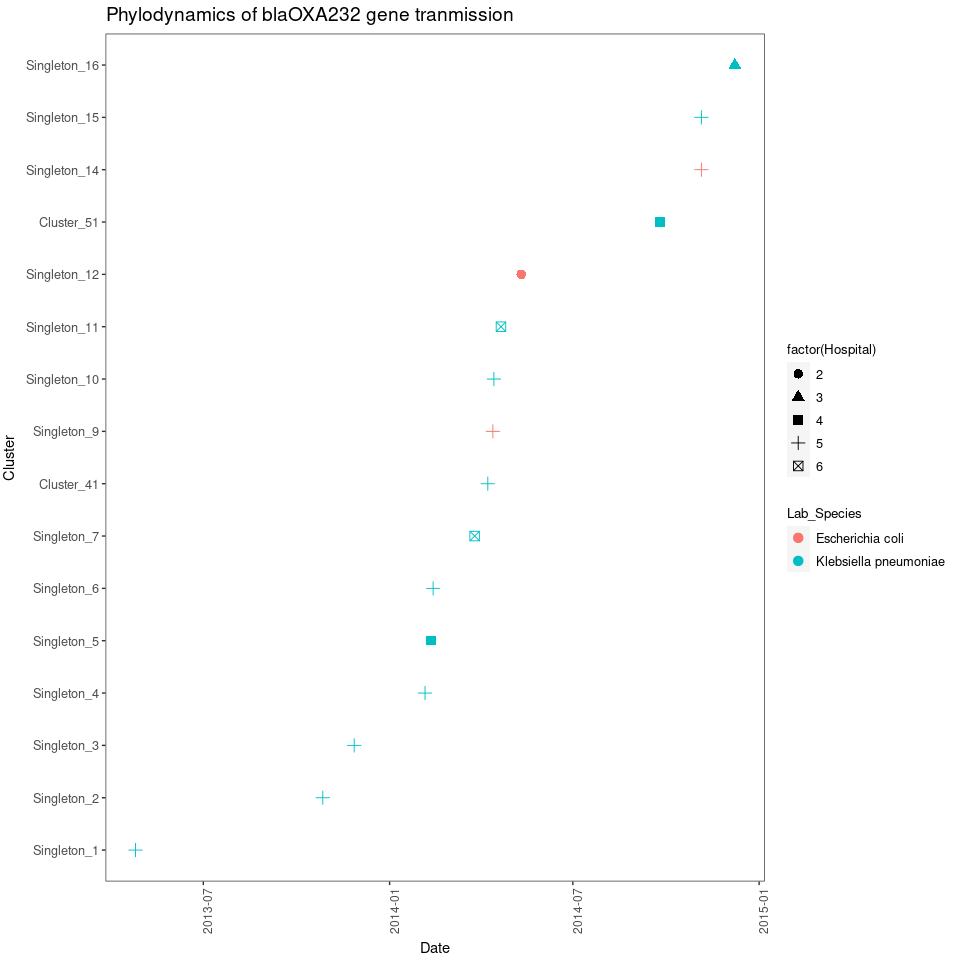 Phylodynamics of blaOXA232 gene tranmission
Cluster
Singleton_16
Singleton_15
Singleton_14
Cluster_51
Singleton_12
Singleton_11
Singleton_10
Singleton_9
Cluster_41
Singleton_7
Singleton_6
Singleton_5
Singleton_4
Singleton_3
Singleton_2
Singleton_1
2013-07
2014-01
2014-07
2015-01
Date
factor(Hospital)
2
3
4
5
6
Lab_Species
Escherichia coli
Klebsiella pneumoniae